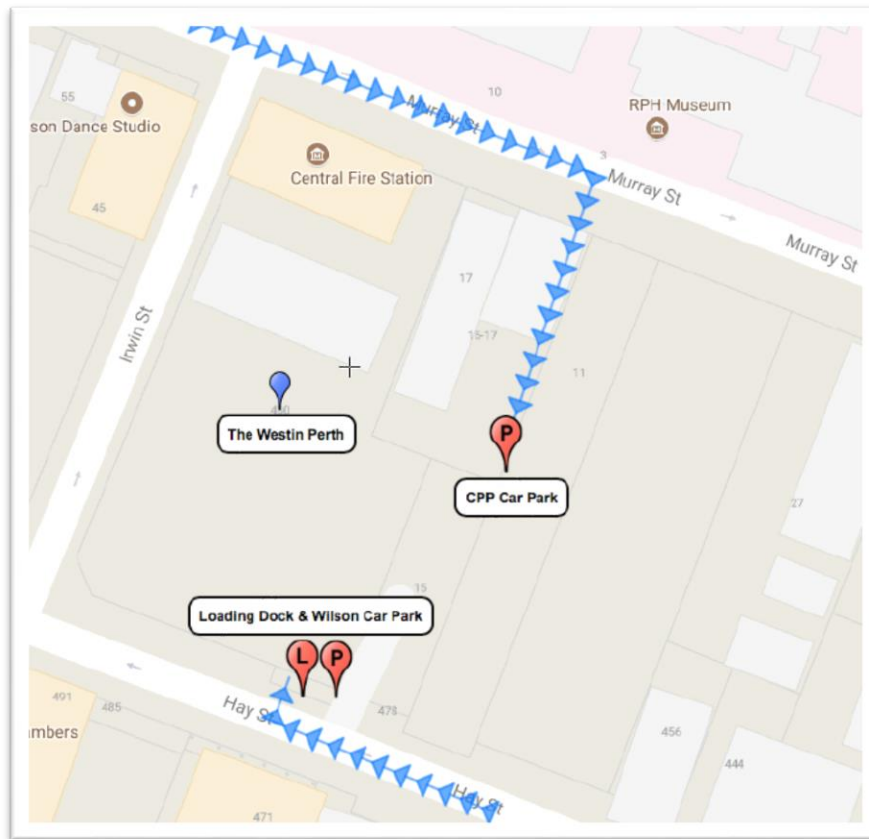 55
son Dance Studio
45
10
Murray St
RPH Museum
3
Murray St
Murray St
Central Fire Station
17
15-17
11
Irwin St
The Westin Perth
P
CPP Car Park
27
15
Loading Dock & Wilson Car Park
L
P
491
485
Hay St
478
mbers
456
444
Hay St
471